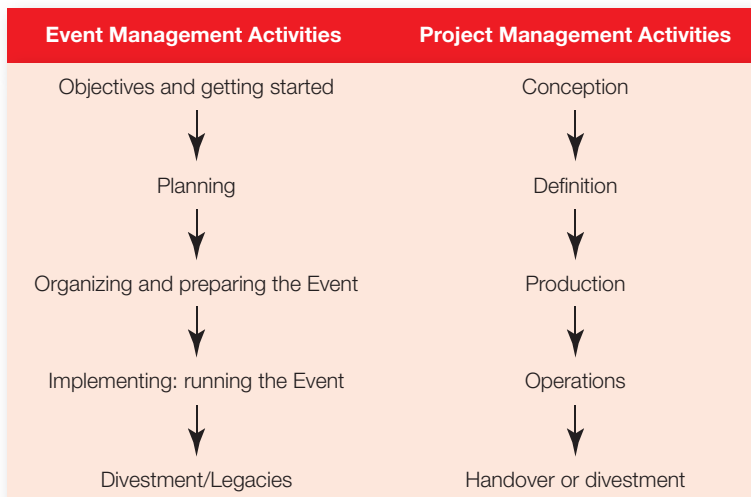 Event Management Activities Project Management Activities
Objectives and getting started Conception
Planning Definition
Organizing and preparing the Event Production
Implementing: running the Event Operations
Divestment/Legacies Handover or divestment